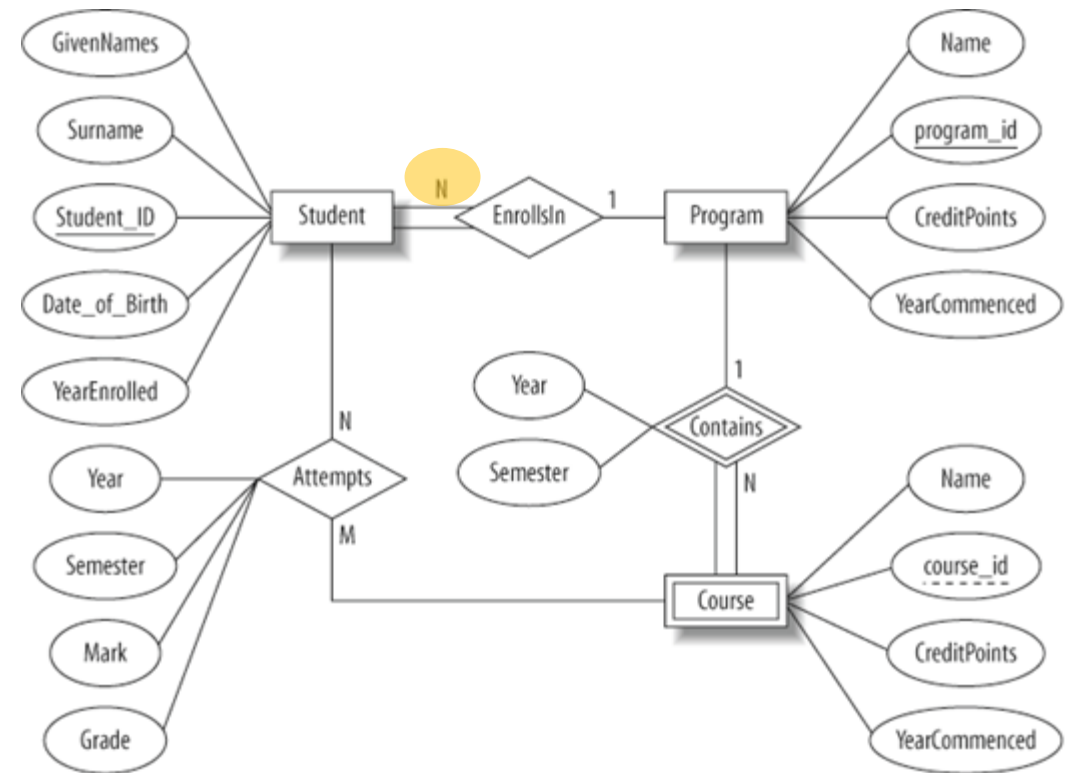 GivenNames
Name
Surname
program_id
N
1
Student
EnrollsIn
Program
Student_ID
CreditPoints
Date_of_Birth
YearCommenced
YearEnrolled
Year
1
N
Contains
Year
Attempts
Semester
N
Name
M
Semester
course_id
Course
Mark
CreditPoints
Grade
YearCommenced